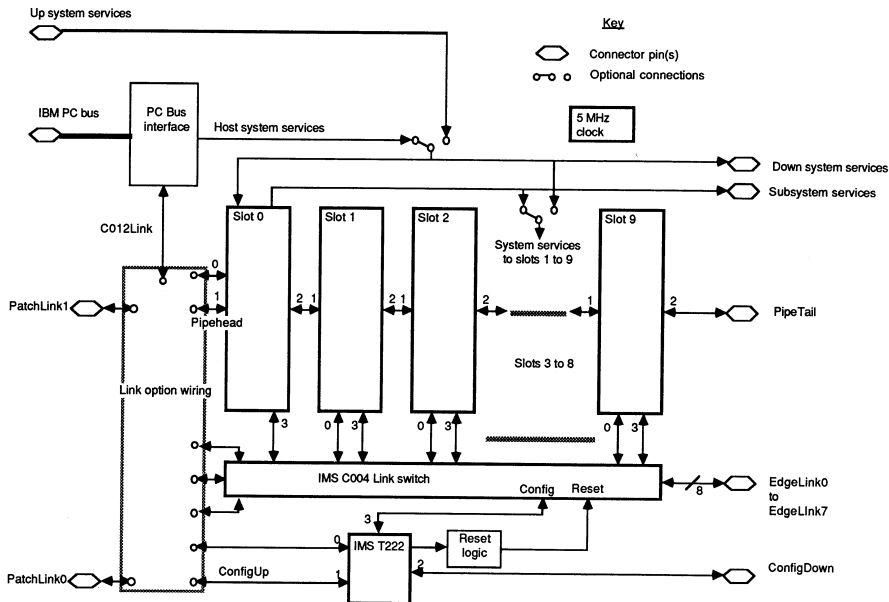 Up system services
Key
Connector pin(s)
Optional connections
IBM PC bus
PC Bus
interface
Host system services
5 MHz
clock
Down system services
Subsystem services
C012Link
Slot 0
Slot 1
Slot 2
Slot 9
System services
to slots 1 to 9
0
1
2 1
2 1
2
1
2
PatchLink1
Pipehead
PipeTail
Slots 3 to 8
Link option wiring
3
0
3
0
3
0
3
IMS C004 Link switch
Config
Reset
8
EdgeLink0
to
EdgeLInk7
3
0
IMS T222
Reset
logic
PatchLink0
ConfigUp
1
2
ConfigDown